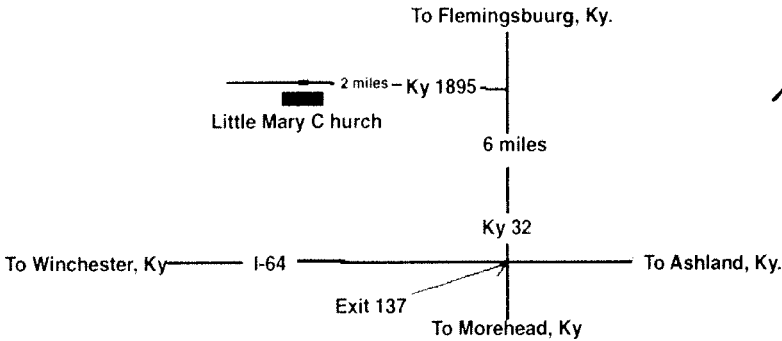 To Flemingsbuurg, Ky.
2 miles – Ky 1895
Little Mary C hurch
6 miles
Ky 32
To Winchester, Ky I-64 To Ashland, Ky.
Exit 137
To Morehead, Ky